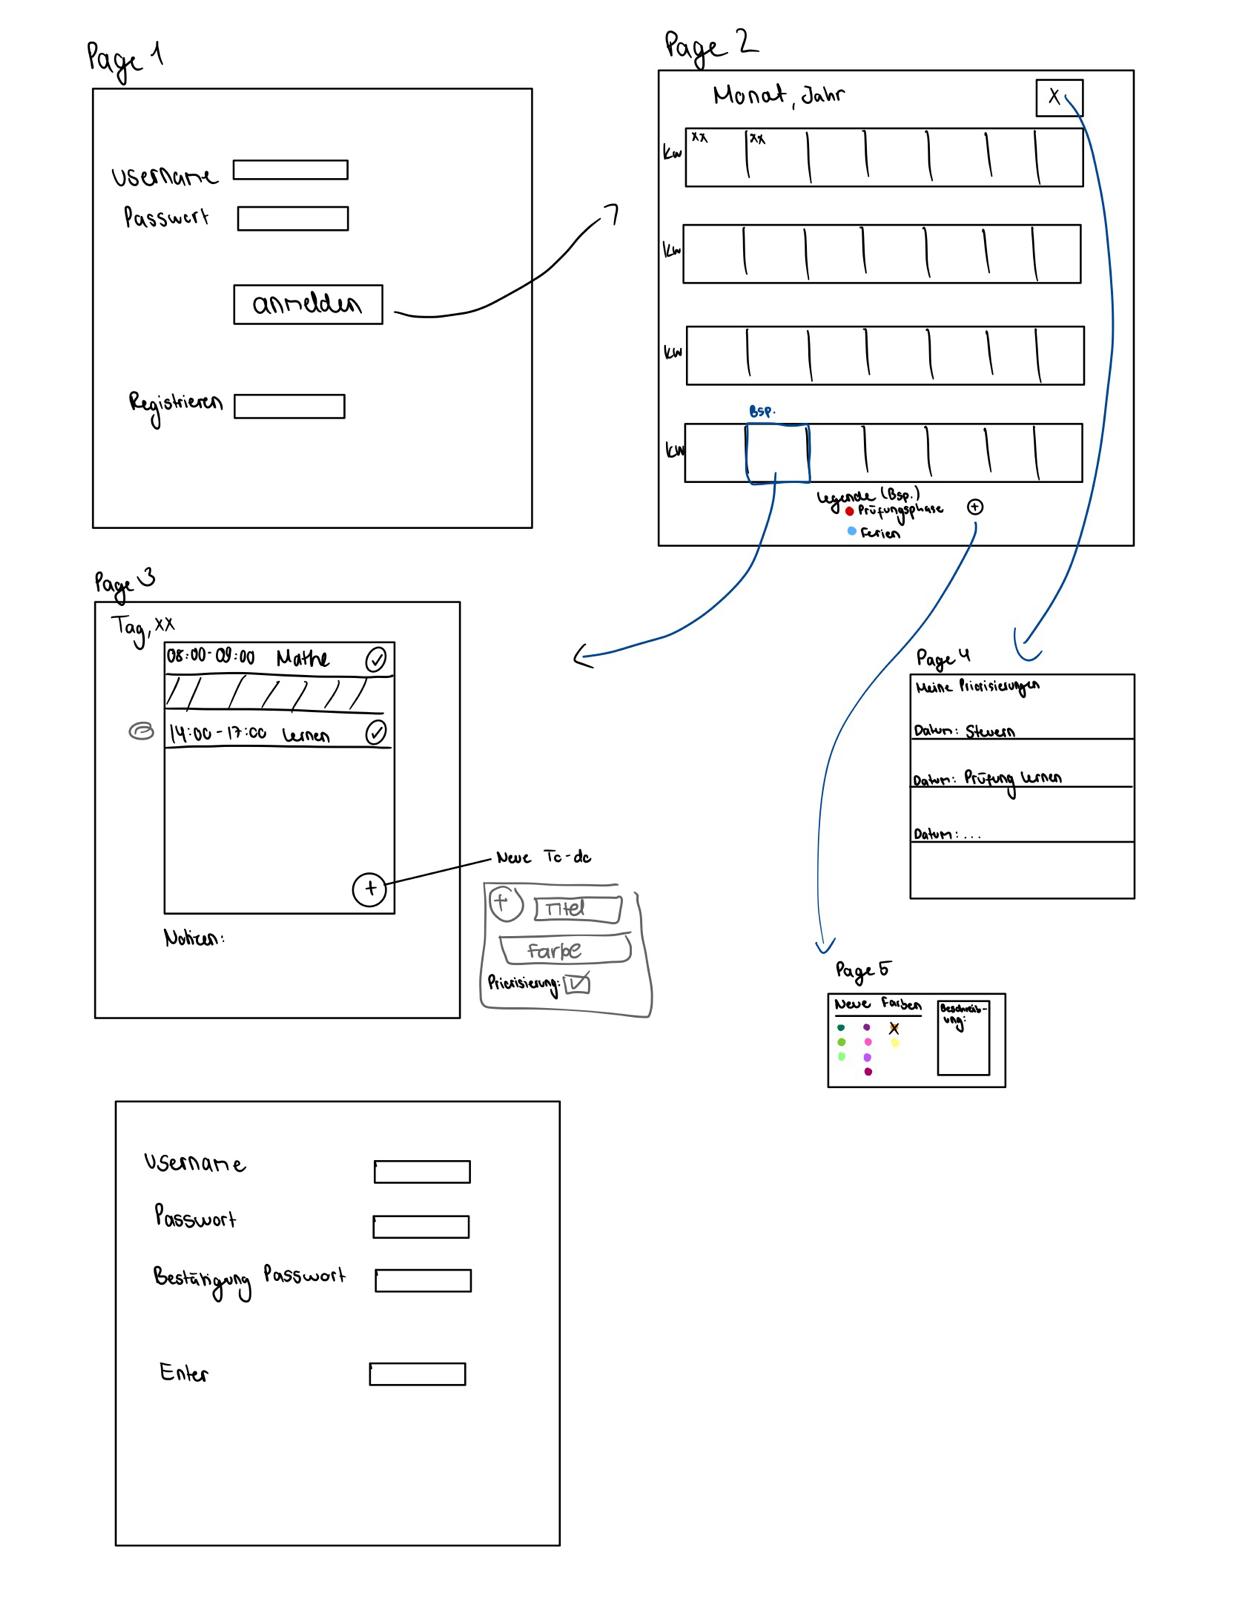 Page 1
Username
Passwort
anmelden
Registrieren
Page 2
Monat, Jahr
X
KW
xx
xx
KW
KW
Bsp.
KW
Legende (Bsp.)
Prüfungsphase
Ferien
+
Page 3
Tag, xx
08:00-09:00 Mathe
14:00-17:00 Lernen
+
Notizen:
Neue To-do
+ Titel
Farbe
Priorisierung:
Page 4
Meine Priorisierungen
Datum: Steuern
Datum: Prüfung lernen
Datum: ...
Page 5
Neue Farben
X
Beschreib-
ung:
Username
Passwort
Bestätigung Passwort
Enter